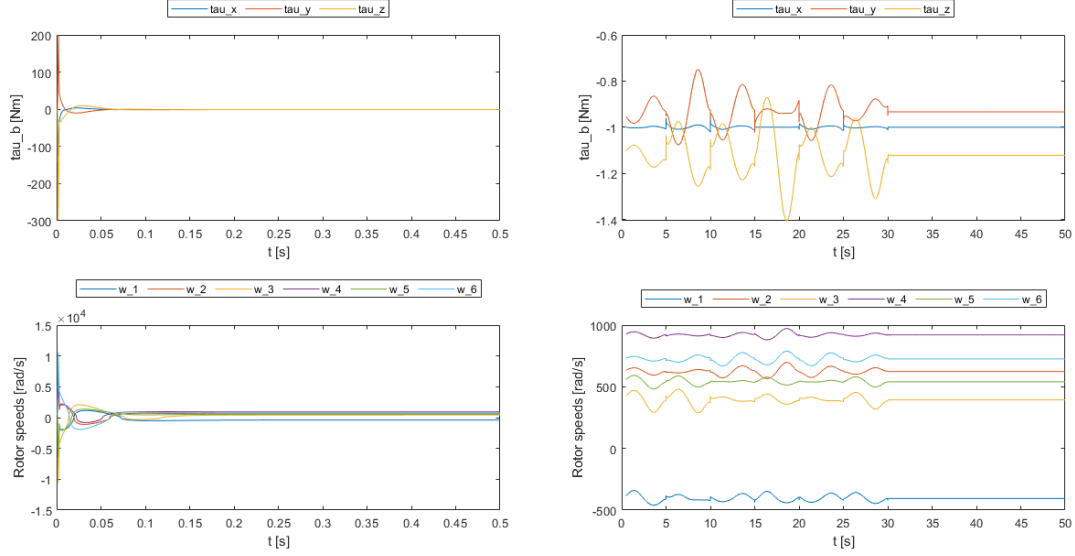 tau_x tau_y tau_z
200
100
0
-100
-200
-300
tau_b [Nm]
0 0.05 0.1 0.15 0.2 0.25 0.3 0.35 0.4 0.45 0.5
t [s]
tau_x tau_y tau_z
-0.6
-0.8
-1
-1.2
-1.4
tau_b [Nm]
0 5 10 15 20 25 30 35 40 45 50
t [s]
w_1 w_2 w_3 w_4 w_5 w_6
×10^4
1.5
1
0.5
0
-0.5
-1
-1.5
Rotor speeds [rad/s]
0 0.05 0.1 0.15 0.2 0.25 0.3 0.35 0.4 0.45 0.5
t [s]
w_1 w_2 w_3 w_4 w_5 w_6
1000
500
0
-500
Rotor speeds [rad/s]
0 5 10 15 20 25 30 35 40 45 50
t [s]